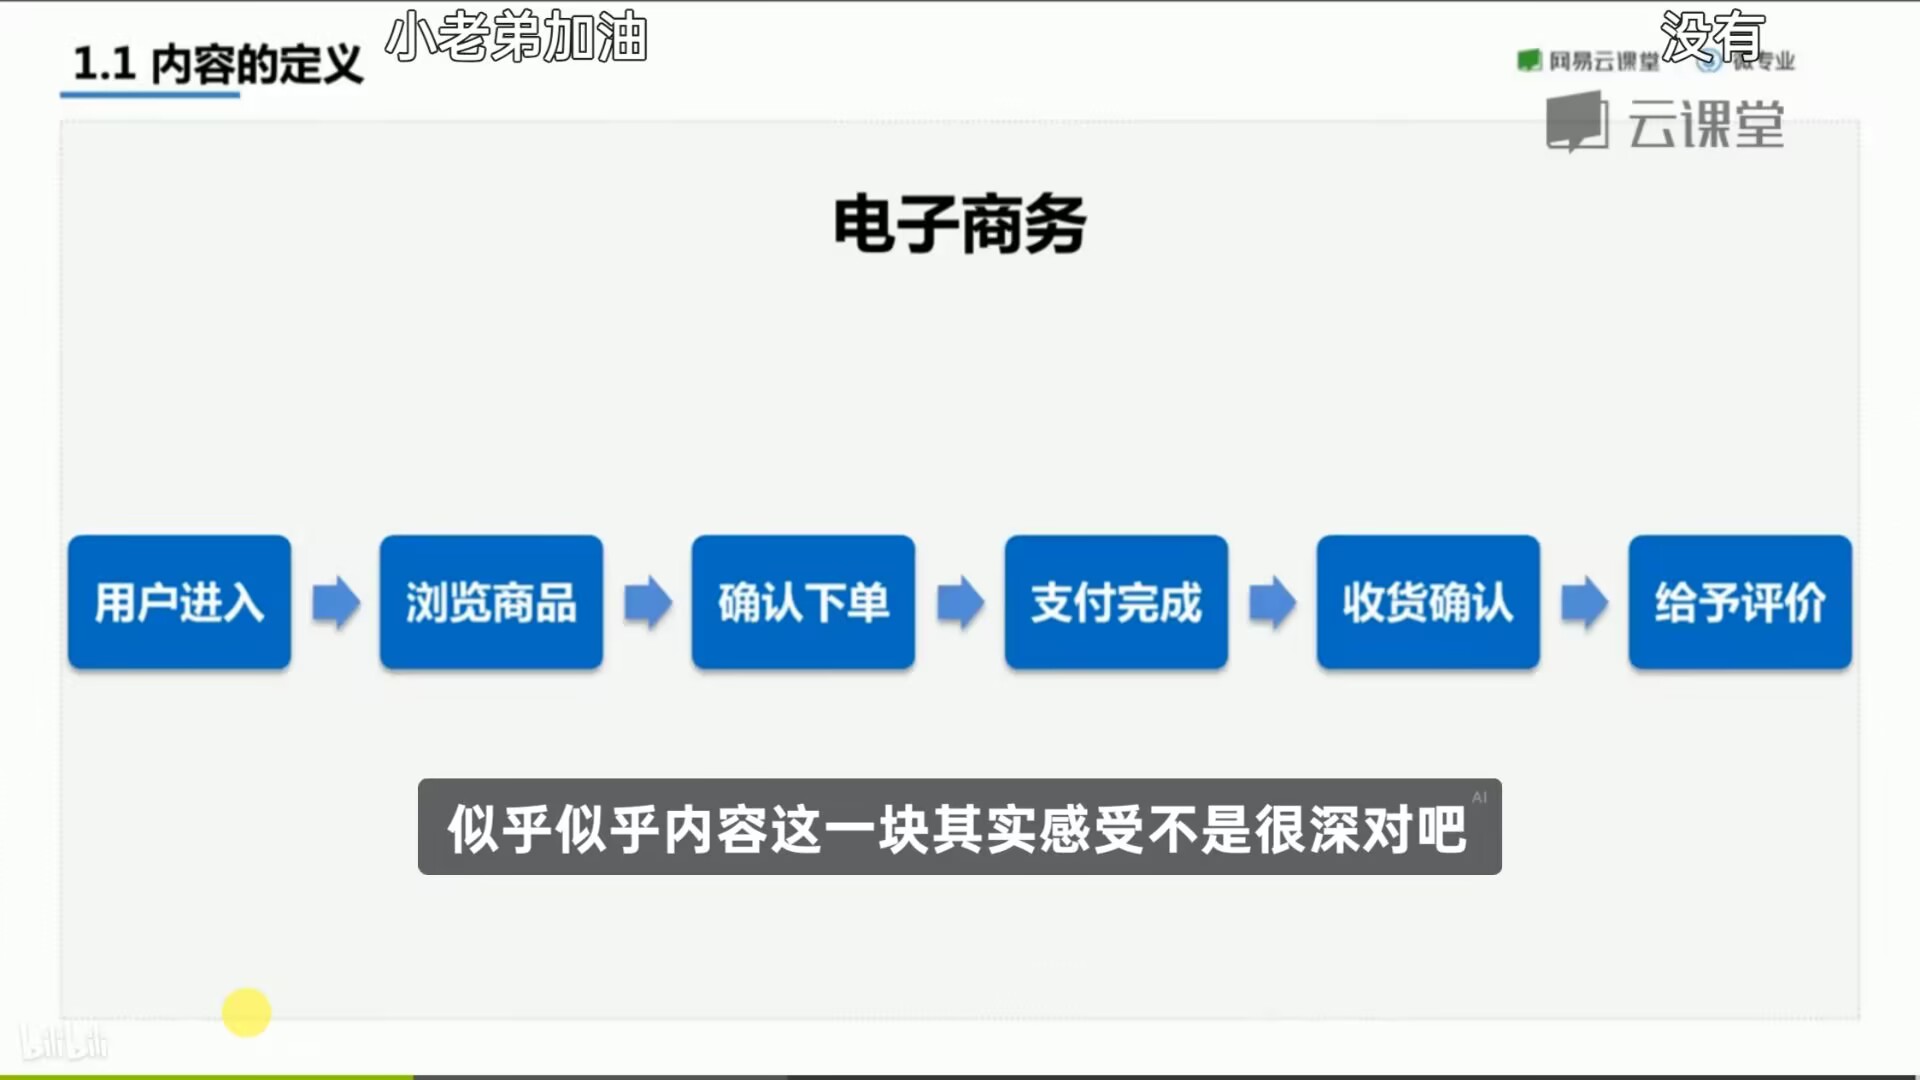 小老弟加油
没有
1.1 内容的定义
网易云课堂
微专业
云课堂
电子商务
用户进入
浏览商品
确认下单
支付完成
收货确认
给予评价
似乎似乎内容这一块其实感受不是很深对吧
AI
bilibili